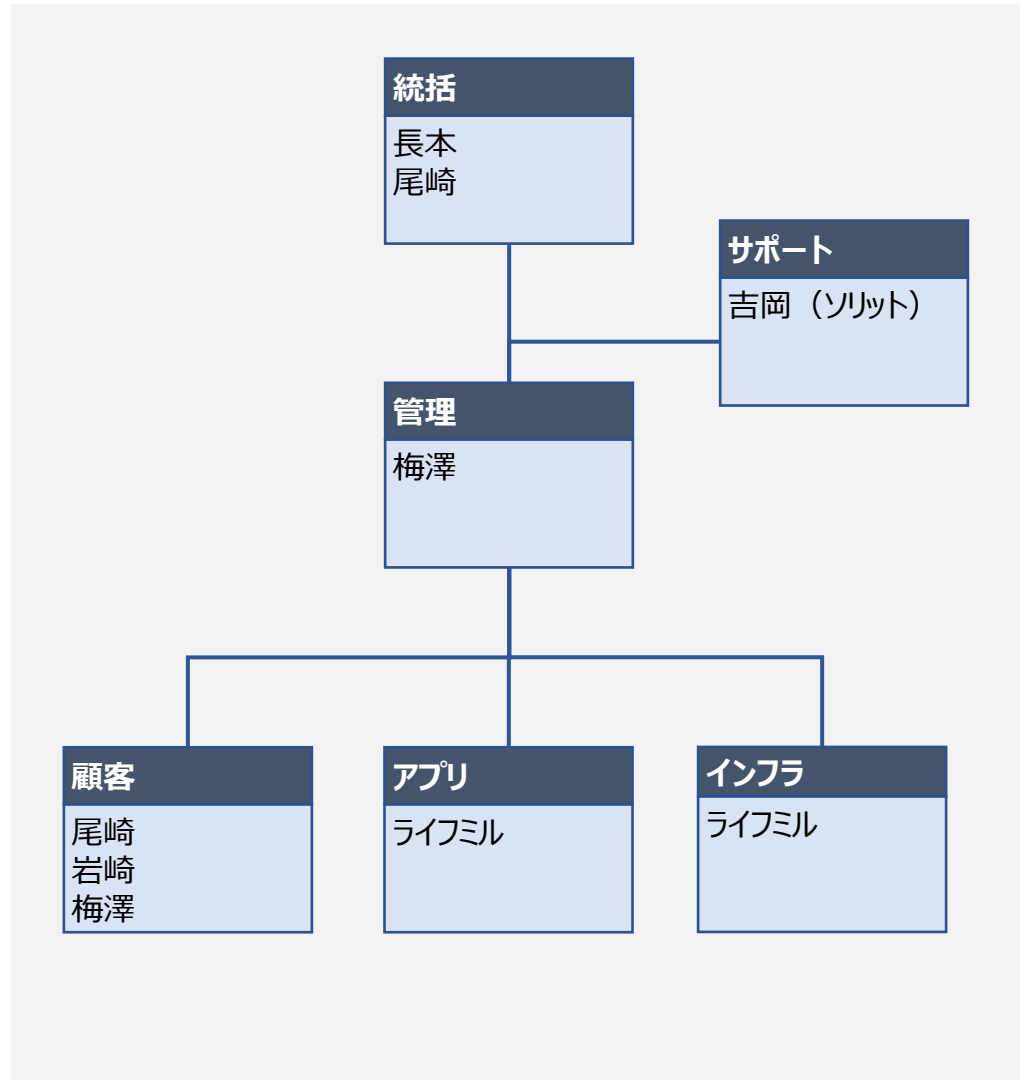 統括
長本
尾崎
サポート
吉岡（ソリット）
管理
梅澤
顧客
尾崎
岩崎
梅澤
アプリ
ライフミル
インフラ
ライフミル